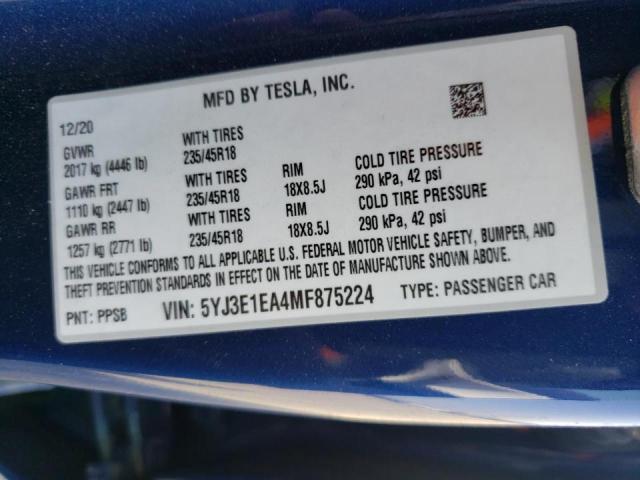 MFD BY TESLA, INC.
12/20
GVWR WITH TIRES
2017 kg (4446 lb) 235/45R18
GAWR FRT WITH TIRES RIM COLD TIRE PRESSURE
1110 kg (2447 lb) 235/45R18 18X8.5J 290 kPa, 42 psi
GAWR RR WITH TIRES RIM COLD TIRE PRESSURE
1257 kg (2771 lb) 235/45R18 18X8.5J 290 kPa, 42 psi
THIS VEHICLE CONFORMS TO ALL APPLICABLE U.S. FEDERAL MOTOR VEHICLE SAFETY, BUMPER, AND
THEFT PREVENTION STANDARDS IN EFFECT ON THE DATE OF MANUFACTURE SHOWN ABOVE.
PNT: PPSB VIN: 5YJ3E1EA4MF875224 TYPE: PASSENGER CAR